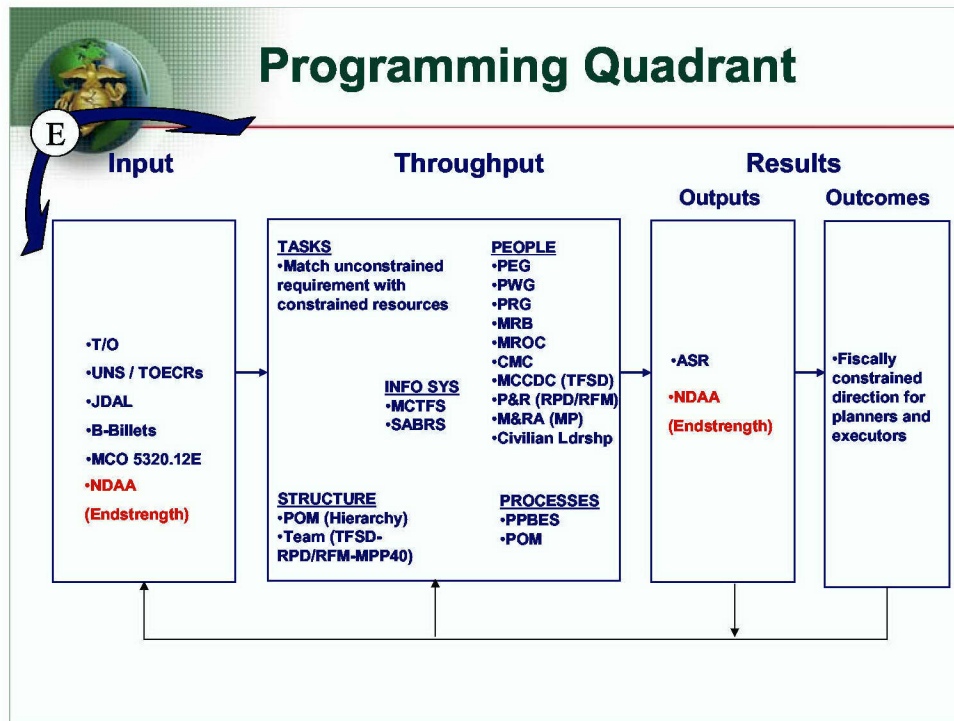 Programming Quadrant
E
Input
Throughput
Results
Outputs
Outcomes
•T/O
•UNS / TOECRs
•JDAL
•B-Billets
•MCO 5320.12E
•NDAA
(Endstrength)
TASKS
•Match unconstrained
requirement with
constrained resources
INFO SYS
•MCTFS
•SABRS
STRUCTURE
•POM (Hierarchy)
•Team (TFSD-
RPD/RFM-MPP40)
PEOPLE
•PEG
•PWG
•PRG
•MRB
•MROC
•CMC
•MCCDC (TFSD)
•P&R (RPD/RFM)
•M&RA (MP)
•Civilian Ldrshp
PROCESSES
•PPBES
•POM
•ASR
•NDAA
(Endstrength)
•Fiscally
constrained
direction for
planners and
executors